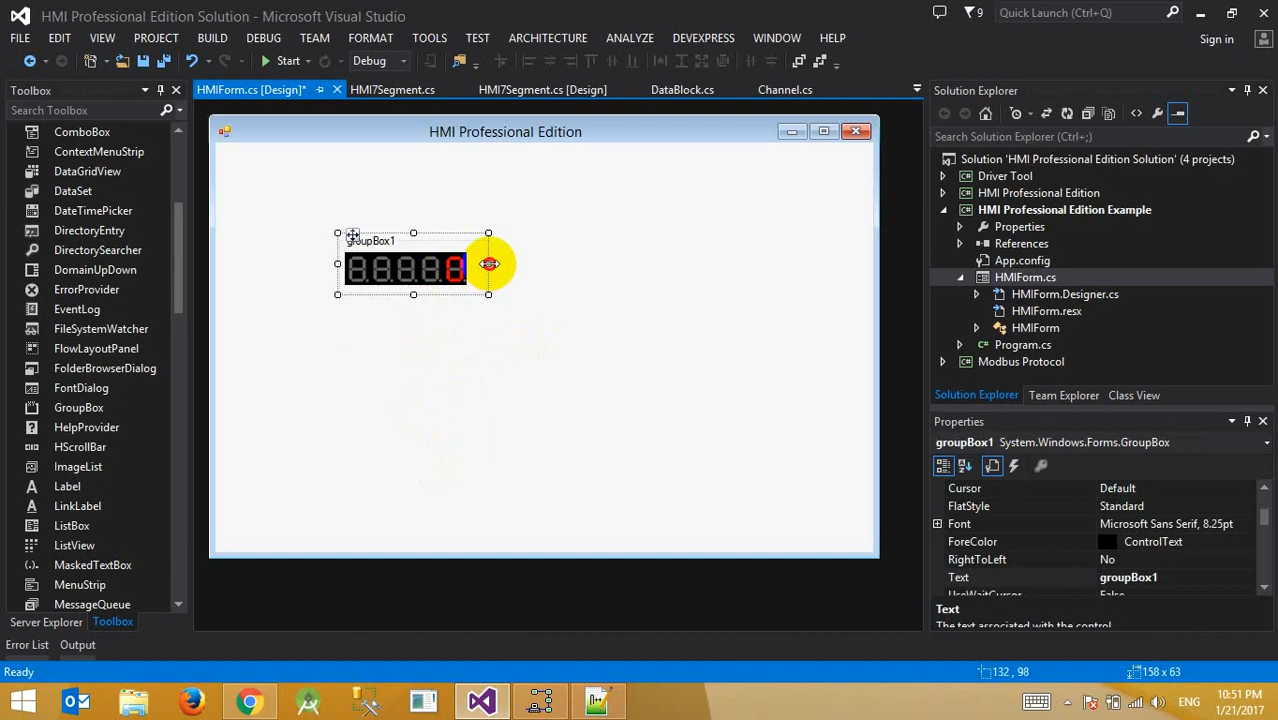 HMI Professional Edition Solution - Microsoft Visual Studio
9
Quick Launch (Ctrl+Q)
FILE EDIT VIEW PROJECT BUILD DEBUG TEAM FORMAT TOOLS TEST ARCHITECTURE ANALYZE DEVEXPRESS WINDOW HELP
Sign in
Start
Debug
Toolbox
Search Toolbox
ComboBox
ContextMenuStrip
DataGridView
DataSet
DateTimePicker
DirectoryEntry
DirectorySearcher
DomainUpDown
ErrorProvider
EventLog
FileSystemWatcher
FlowLayoutPanel
FolderBrowserDialog
FontDialog
GroupBox
HelpProvider
HScrollBar
ImageList
Label
LinkLabel
ListBox
ListView
MaskedTextBox
MenuStrip
MessageQueue
Server Explorer Toolbox
HMIForm.cs [Design]* HMI7Segment.cs HMI7Segment.cs [Design] DataBlock.cs Channel.cs
HMI Professional Edition
groupBox1
Solution Explorer
Search Solution Explorer (Ctrl+;)
Solution 'HMI Professional Edition Solution' (4 projects)
Driver Tool
HMI Professional Edition
HMI Professional Edition Example
Properties
References
App.config
HMIForm.cs
HMIForm.Designer.cs
HMIForm.resx
HMIForm
Program.cs
Modbus Protocol
Solution Explorer Team Explorer Class View
Properties
groupBox1 System.Windows.Forms.GroupBox
Cursor Default
FlatStyle Standard
Font Microsoft Sans Serif, 8.25pt
ForeColor ControlText
RightToLeft No
Text groupBox1
UseWaitCursor False
Text
The text associated with the control.
Error List Output
Ready
132 , 98
158 x 63
ENG
10:51 PM
1/21/2017